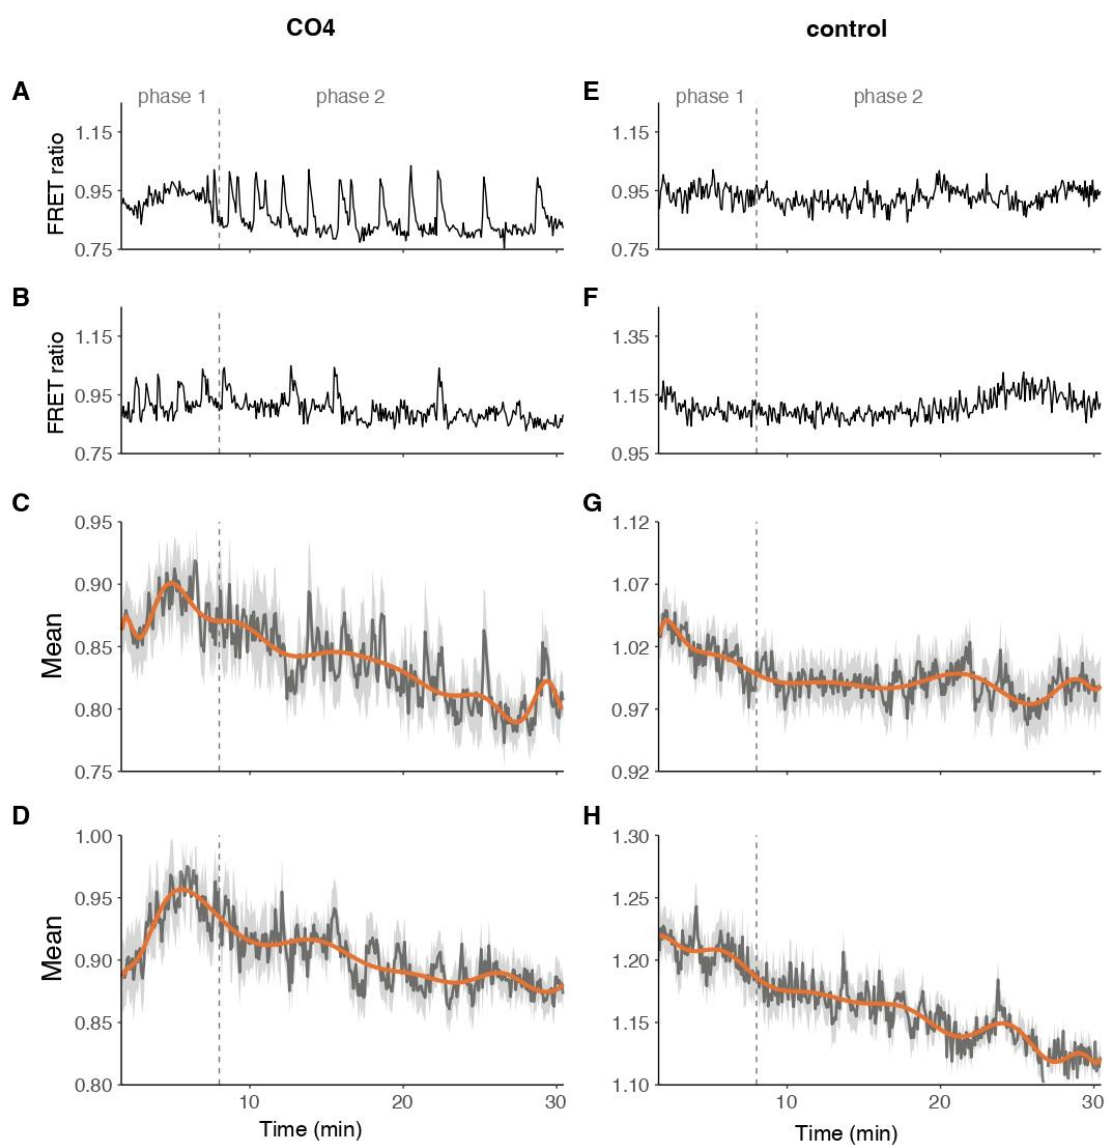 CO4
control
A
phase 1
phase 2
FRET ratio
1.15
0.95
0.75
E
phase 1
phase 2
1.15
0.95
0.75
B
FRET ratio
1.15
0.95
0.75
F
1.35
1.15
0.95
C
Mean
0.95
0.90
0.85
0.80
0.75
G
1.12
1.07
1.02
0.97
0.92
D
Mean
1.00
0.95
0.90
0.85
0.80
10 20 30
Time (min)
H
1.30
1.25
1.20
1.15
1.10
10 20 30
Time (min)